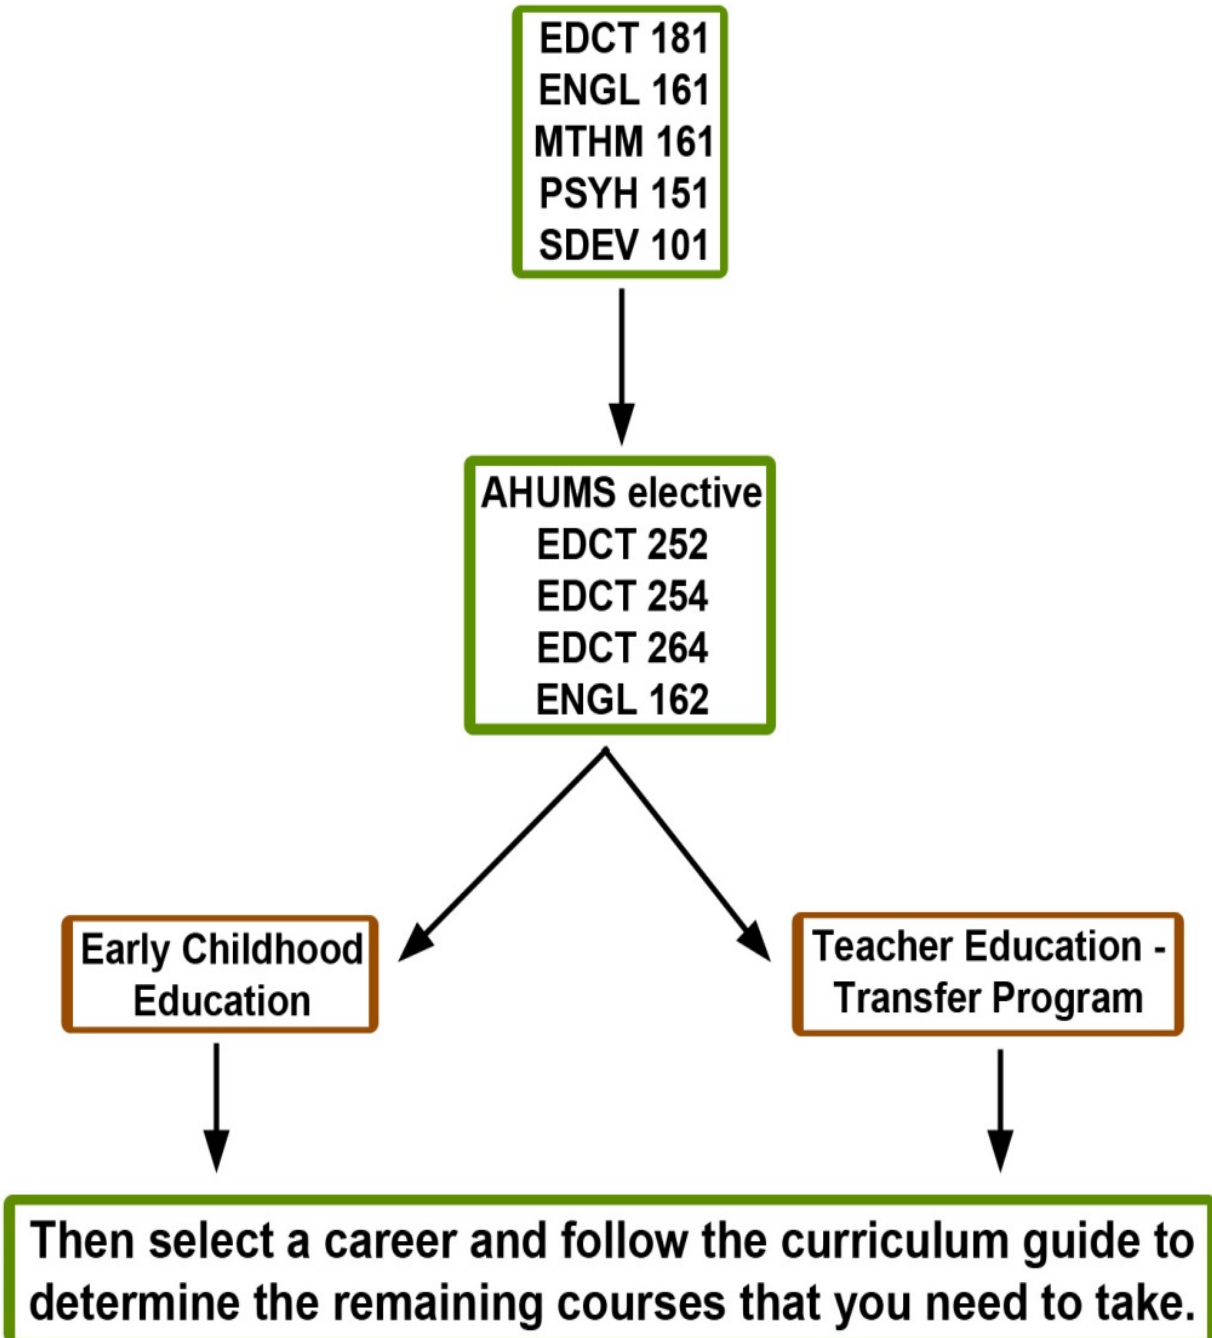 EDCT 181
ENGL 161
MTHM 161
PSYH 151
SDEV 101
AHUMS elective
EDCT 252
EDCT 254
EDCT 264
ENGL 162
Early Childhood
Education
Teacher Education -
Transfer Program
Then select a career and follow the curriculum guide to
determine the remaining courses that you need to take.